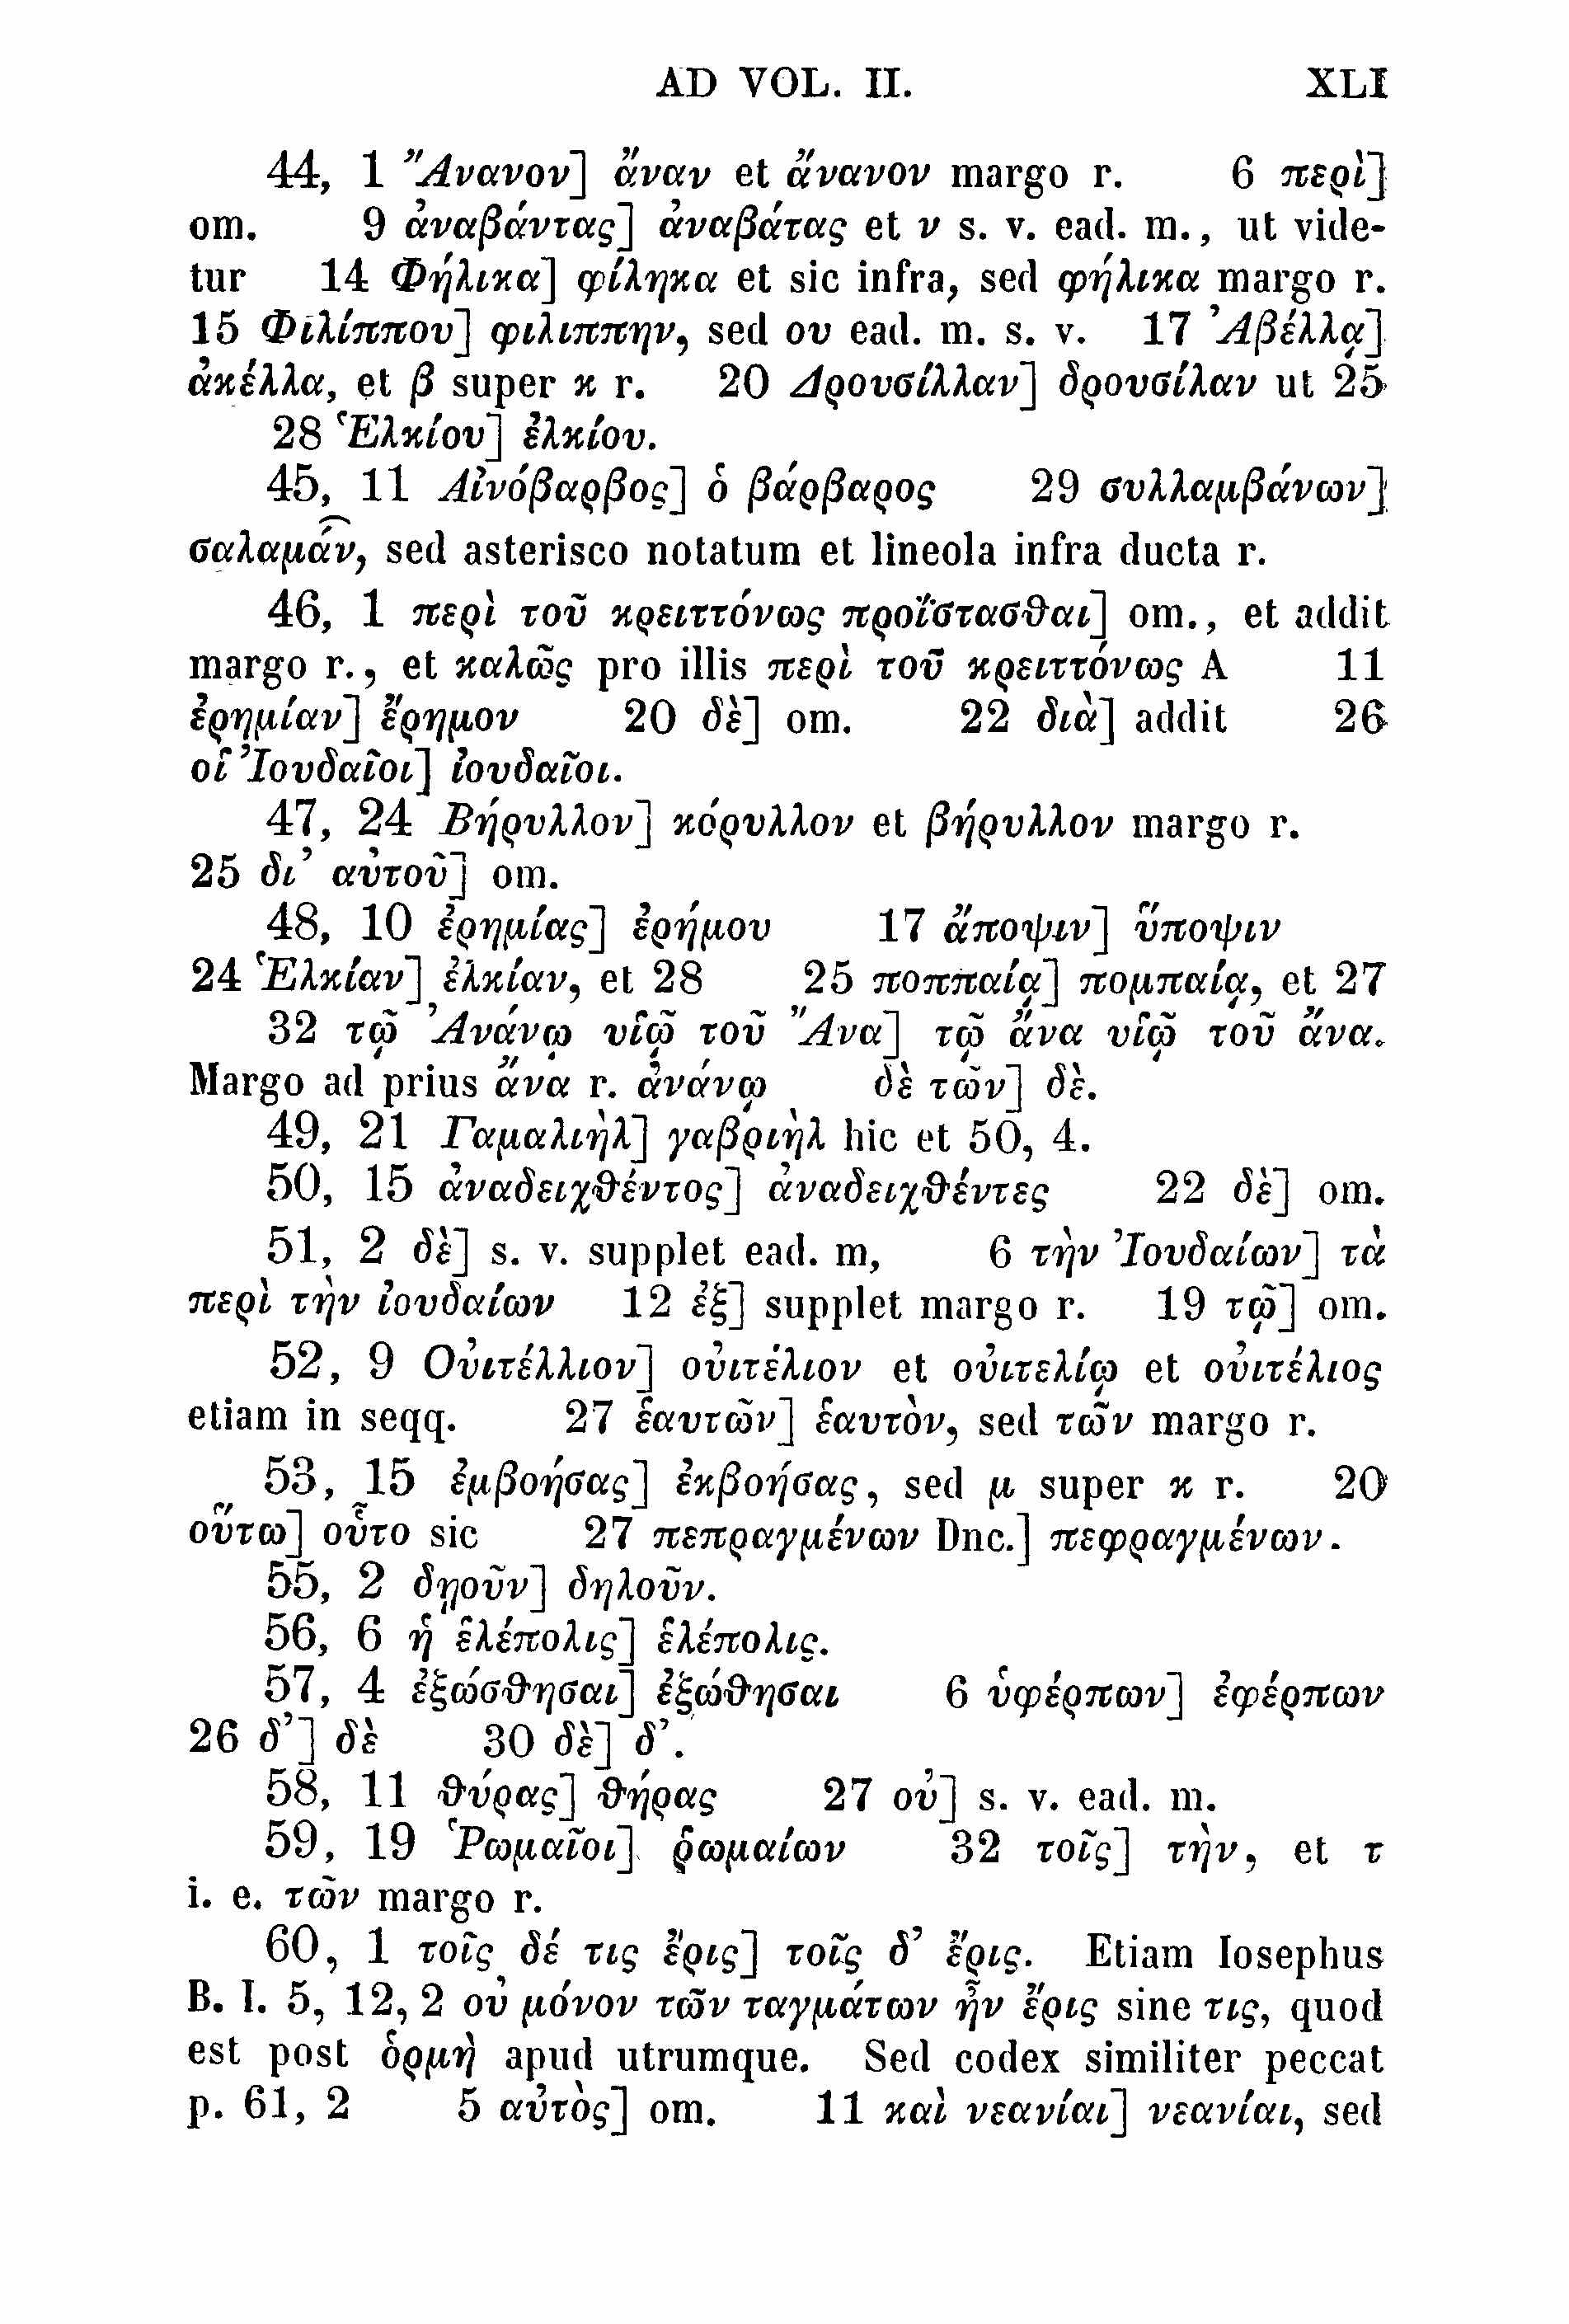 AD VOL. II. XLI
44, 1 Ἄνανον] ἄναν et ἄνανον margo r. 6 περὶ]
om. 9 ἀναβάντας] ἀναβάτας et ν s. v. ead. m., ut vide-
tur 14 Φήλικα] φίληκα et sic infra, sed φήλικα margo r.
15 Φιλίππου] φιλιππην, sed ου ead. m. s. v. 17 Ἀβέλλᾳ]
ἀκέλλα, et β super κ r. 20 Δρουσίλλαν] δρουσίλαν ut 25
28 Ἑλκίου] ἐλκίου.
45, 11 Αἰνόβαρβος] ὁ βάρβαρος 29 συλλαμβάνων]
σαλαμάν, sed asterisco notatum et lineola infra ducta r.
46, 1 περὶ τοῦ κρειττόνως προΐστασθαι] om., et addit
margo r., et καλῶς pro illis περὶ τοῦ κρειττόνως A 11
ἐρημίαν] ἔρημον 20 δὲ] om. 22 διὰ] addit 26
οἱ Ἰουδαῖοι] ἰουδαῖοι.
47, 24 Βήρυλλον] κόρυλλον et βήρυλλον margo r.
25 δι’ αὐτοῦ] om.
48, 10 ἐρημίας] ἐρήμου 17 ἄποψιν] ὕποψιν
24 Ἑλκίαν] ἐλκίαν, et 28 25 ποππαίᾳ] πομπαίᾳ, et 27
32 τῷ Ἀνάνῳ υἱῷ τοῦ Ἄνα] τῷ ἄνα υἱῷ τοῦ ἄνα.
Margo ad prius ἄνα r. ἀνάνῳ δὲ τῶν] δὲ.
49, 21 Γαμαλιὴλ] γαβριὴλ hic et 50, 4.
50, 15 ἀναδειχθέντος] ἀναδειχθέντες 22 δὲ] om.
51, 2 δὲ] s. v. supplet ead. m, 6 τὴν Ἰουδαίων] τὰ
περὶ τὴν ἰουδαίων 12 ἐξ] supplet margo r. 19 τῷ] om.
52, 9 Οὐιτέλλιον] οὐιτέλιον et οὐιτελίῳ et οὐιτέλιος
etiam in seqq. 27 ἑαυτῶν] ἑαυτὸν, sed τῶν margo r.
53, 15 ἐμβοήσας] ἐκβοήσας, sed μ super κ r. 20
οὕτω] οὗτο sic 27 πεπραγμένων Dnc.] πεφραγμένων.
55, 2 δῃοῦν] δηλοῦν.
56, 6 ἡ ἑλέπολις] ἑλέπολις.
57, 4 ἐξώσθησαι] ἐξώθησαι 6 ὑφέρπων] ἐφέρπων
26 δ’] δὲ 30 δὲ] δ’.
58, 11 θύρας] θήρας 27 οὐ] s. v. ead. m.
59, 19 Ῥωμαῖοι] ῥωμαίων 32 τοῖς] τὴν, et τ
i. e. τῶν margo r.
60, 1 τοῖς δέ τις ἔρις] τοῖς δ’ ἔρις. Etiam Iosephus
B. I. 5, 12, 2 οὐ μόνον τῶν ταγμάτων ἦν ἔρις sine τις, quod
est post ὁρμὴ apud utrumque. Sed codex similiter peccat
p. 61, 2 5 αὐτὸς] om. 11 καὶ νεανίαι] νεανίαι, sed